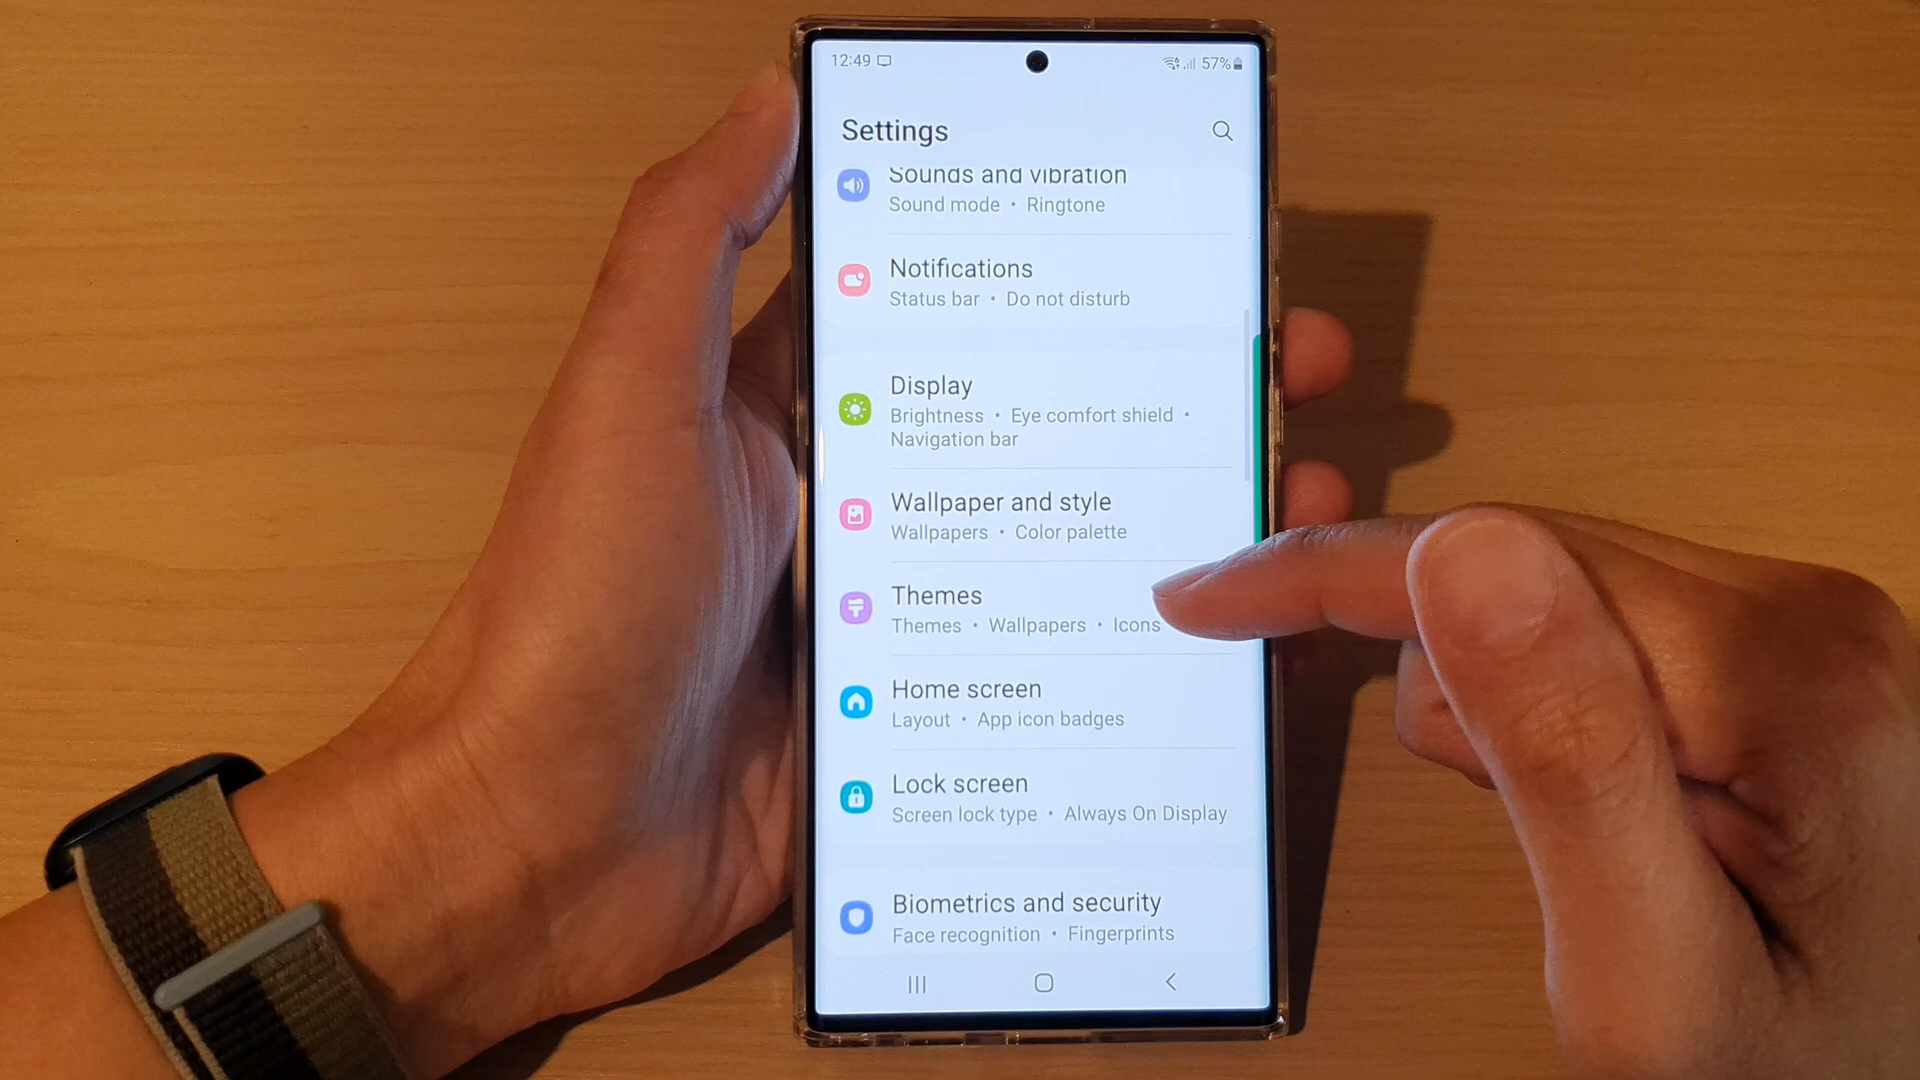 12:49 57%
Settings
Sounds and vibration
Sound mode • Ringtone
Notifications
Status bar • Do not disturb
Display
Brightness • Eye comfort shield •
Navigation bar
Wallpaper and style
Wallpapers • Color palette
Themes
Themes • Wallpapers • Icons
Home screen
Layout • App icon badges
Lock screen
Screen lock type • Always On Display
Biometrics and security
Face recognition • Fingerprints